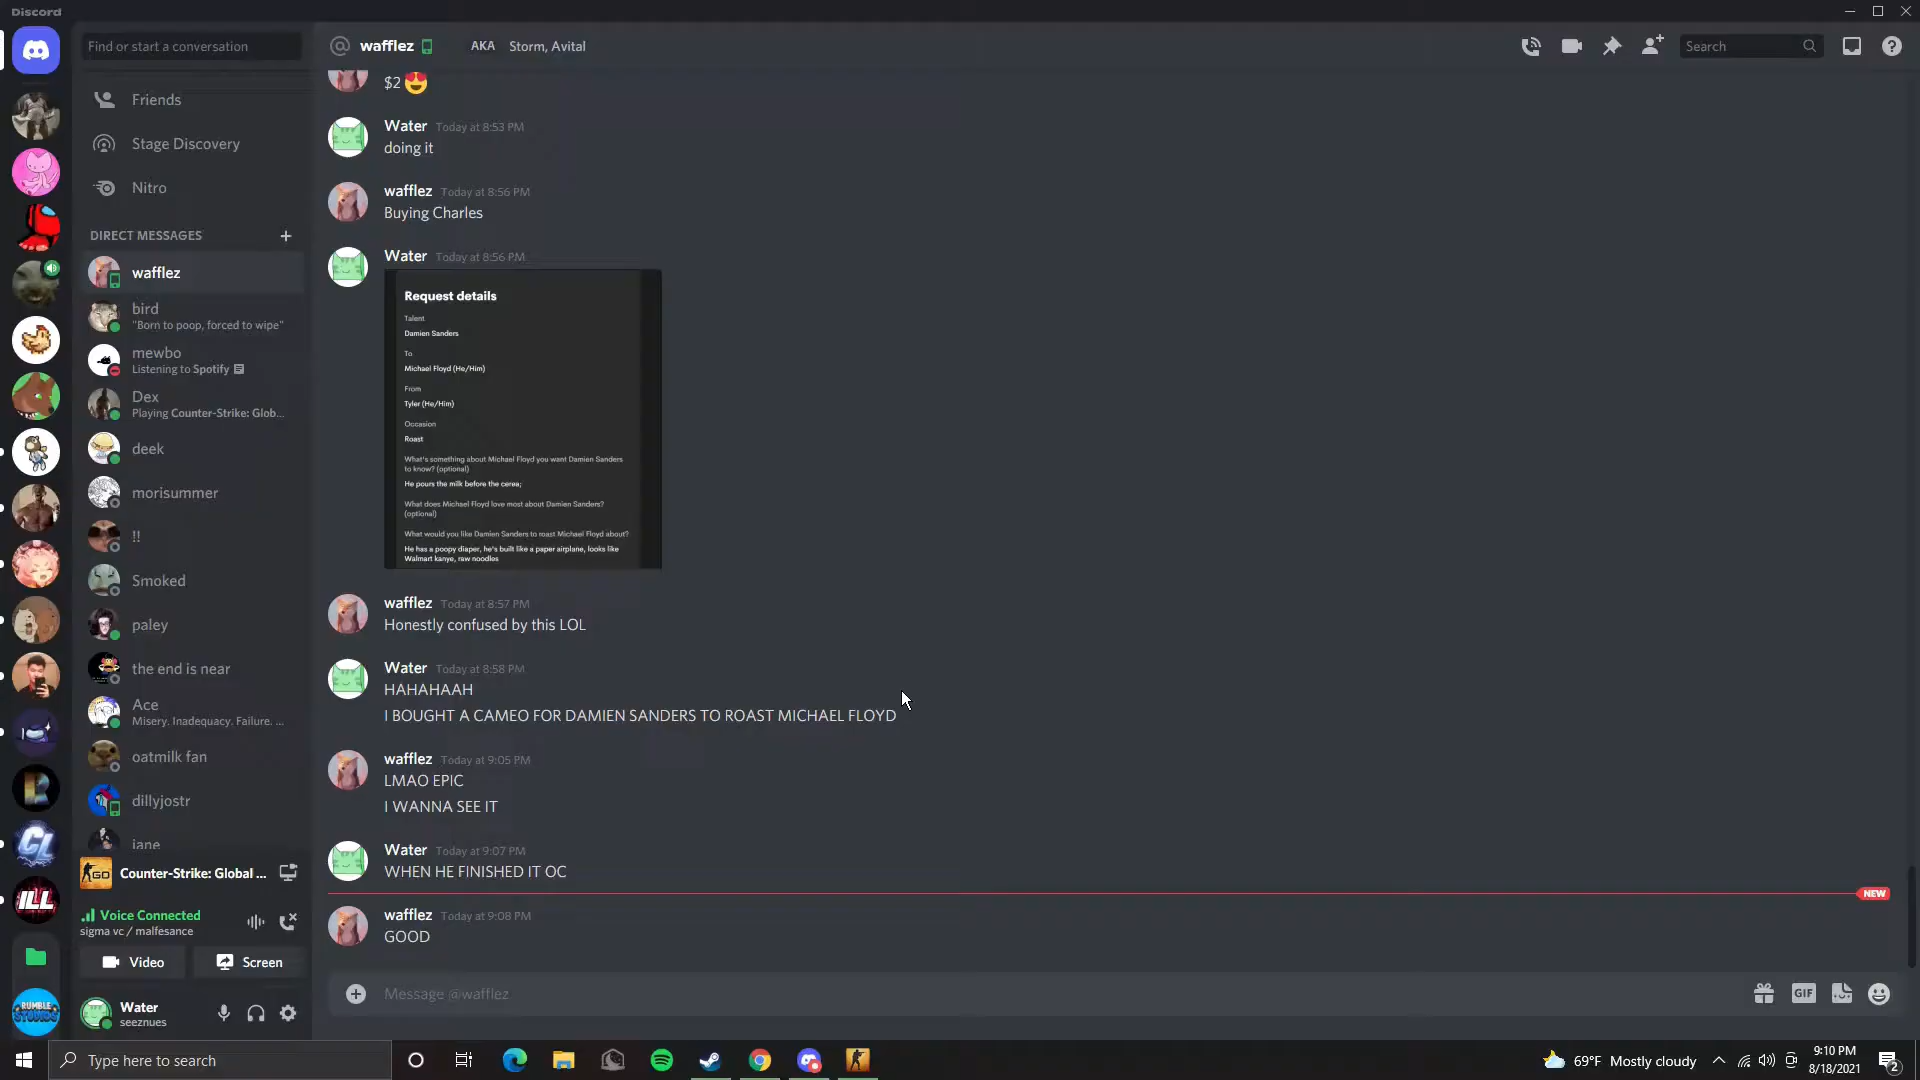 Discord
Find or start a conversation
Friends
Stage Discovery
Nitro
DIRECT MESSAGES
wafflez
bird
"Born to poop, forced to wipe"
mewbo
Listening to Spotify
Dex
Playing Counter-Strike: Glob...
deek
morisummer
!!
Smoked
paley
the end is near
Ace
Misery. Inadequacy. Failure. ...
oatmilk fan
dillyjostr
jane
GO
Counter-Strike: Global ...
Voice Connected
sigma vc / malfesance
Video
Screen
Water
seeznues
CL
ILL
RUMBLE
STUDIOS
wafflez
AKA Storm, Avital
Search
$2
Water Today at 8:53 PM
doing it
wafflez Today at 8:56 PM
Buying Charles
Water Today at 8:56 PM
Request details
Talent
Damien Sanders
To
Michael Floyd (He/Him)
From
Tyler (He/Him)
Occasion
Roast
What's something about Michael Floyd you want Damien Sanders
to know? (optional)
He pours the milk before the cerea;
What does Michael Floyd love most about Damien Sanders?
(optional)
What would you like Damien Sanders to roast Michael Floyd about?
He has a poopy diaper, he's built like a paper airplane, looks like
Walmart kanye, raw noodles
wafflez Today at 8:57 PM
Honestly confused by this LOL
Water Today at 8:58 PM
HAHAHAAH
I BOUGHT A CAMEO FOR DAMIEN SANDERS TO ROAST MICHAEL FLOYD
wafflez Today at 9:05 PM
LMAO EPIC
I WANNA SEE IT
Water Today at 9:07 PM
WHEN HE FINISHED IT OC
NEW
wafflez Today at 9:08 PM
GOOD
Message @wafflez
GIF
Type here to search
69°F Mostly cloudy
9:10 PM
8/18/2021
2